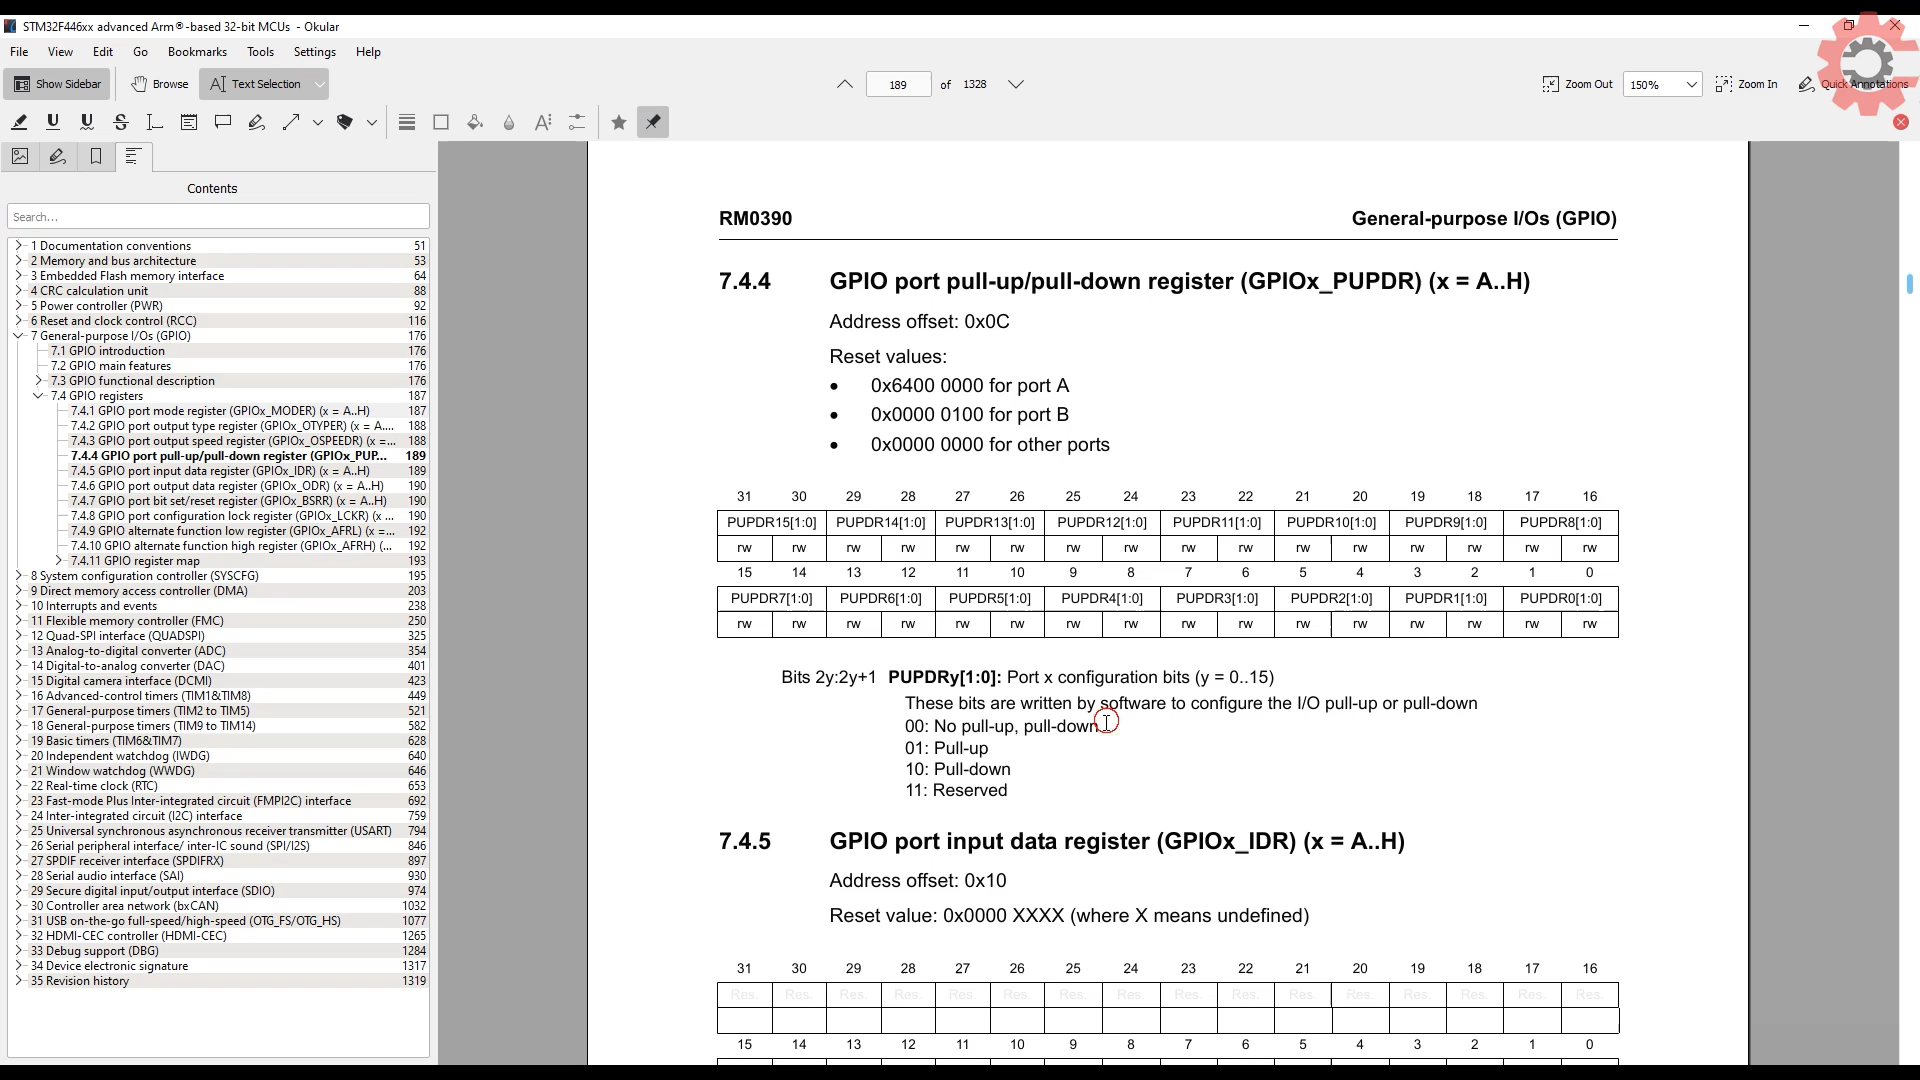 STM32F446xx advanced Arm®-based 32-bit MCUs - Okular
File View Edit Go Bookmarks Tools Settings Help
Show Sidebar Browse Text Selection 189 of 1328 Zoom Out 150% Zoom In Quick Annotations
Contents
Search...
1 Documentation conventions 51
2 Memory and bus architecture 53
3 Embedded Flash memory interface 64
4 CRC calculation unit 88
5 Power controller (PWR) 92
6 Reset and clock control (RCC) 116
7 General-purpose I/Os (GPIO) 176
7.1 GPIO introduction 176
7.2 GPIO main features 176
7.3 GPIO functional description 176
7.4 GPIO registers 187
7.4.1 GPIO port mode register (GPIOx_MODER) (x = A..H) 187
7.4.2 GPIO port output type register (GPIOx_OTYPER) (x = A.... 188
7.4.3 GPIO port output speed register (GPIOx_OSPEEDR) (x =... 188
7.4.4 GPIO port pull-up/pull-down register (GPIOx_PUP... 189
7.4.5 GPIO port input data register (GPIOx_IDR) (x = A..H) 189
7.4.6 GPIO port output data register (GPIOx_ODR) (x = A..H) 190
7.4.7 GPIO port bit set/reset register (GPIOx_BSRR) (x = A..H) 190
7.4.8 GPIO port configuration lock register (GPIOx_LCKR) (x ... 190
7.4.9 GPIO alternate function low register (GPIOx_AFRL) (x =... 192
7.4.10 GPIO alternate function high register (GPIOx_AFRH) (... 192
7.4.11 GPIO register map 193
8 System configuration controller (SYSCFG) 195
9 Direct memory access controller (DMA) 203
10 Interrupts and events 238
11 Flexible memory controller (FMC) 250
12 Quad-SPI interface (QUADSPI) 325
13 Analog-to-digital converter (ADC) 354
14 Digital-to-analog converter (DAC) 401
15 Digital camera interface (DCMI) 423
16 Advanced-control timers (TIM1&TIM8) 449
17 General-purpose timers (TIM2 to TIM5) 521
18 General-purpose timers (TIM9 to TIM14) 582
19 Basic timers (TIM6&TIM7) 628
20 Independent watchdog (IWDG) 640
21 Window watchdog (WWDG) 646
22 Real-time clock (RTC) 653
23 Fast-mode Plus Inter-integrated circuit (FMPI2C) interface 692
24 Inter-integrated circuit (I2C) interface 759
25 Universal synchronous asynchronous receiver transmitter (USART) 794
26 Serial peripheral interface/ inter-IC sound (SPI/I2S) 846
27 SPDIF receiver interface (SPDIFRX) 897
28 Serial audio interface (SAI) 930
29 Secure digital input/output interface (SDIO) 974
30 Controller area network (bxCAN) 1032
31 USB on-the-go full-speed/high-speed (OTG_FS/OTG_HS) 1077
32 HDMI-CEC controller (HDMI-CEC) 1265
33 Debug support (DBG) 1284
34 Device electronic signature 1317
35 Revision history 1319
RM0390 General-purpose I/Os (GPIO)
7.4.4 GPIO port pull-up/pull-down register (GPIOx_PUPDR) (x = A..H)
Address offset: 0x0C
Reset values:
• 0x6400 0000 for port A
• 0x0000 0100 for port B
• 0x0000 0000 for other ports
31 30 29 28 27 26 25 24 23 22 21 20 19 18 17 16
PUPDR15[1:0] PUPDR14[1:0] PUPDR13[1:0] PUPDR12[1:0] PUPDR11[1:0] PUPDR10[1:0] PUPDR9[1:0] PUPDR8[1:0]
rw rw rw rw rw rw rw rw rw rw rw rw rw rw rw rw
15 14 13 12 11 10 9 8 7 6 5 4 3 2 1 0
PUPDR7[1:0] PUPDR6[1:0] PUPDR5[1:0] PUPDR4[1:0] PUPDR3[1:0] PUPDR2[1:0] PUPDR1[1:0] PUPDR0[1:0]
rw rw rw rw rw rw rw rw rw rw rw rw rw rw rw rw
Bits 2y:2y+1 PUPDRy[1:0]: Port x configuration bits (y = 0..15)
These bits are written by software to configure the I/O pull-up or pull-down
00: No pull-up, pull-down
01: Pull-up
10: Pull-down
11: Reserved
7.4.5 GPIO port input data register (GPIOx_IDR) (x = A..H)
Address offset: 0x10
Reset value: 0x0000 XXXX (where X means undefined)
31 30 29 28 27 26 25 24 23 22 21 20 19 18 17 16
Res. Res. Res. Res. Res. Res. Res. Res. Res. Res. Res. Res. Res. Res. Res. Res.
15 14 13 12 11 10 9 8 7 6 5 4 3 2 1 0